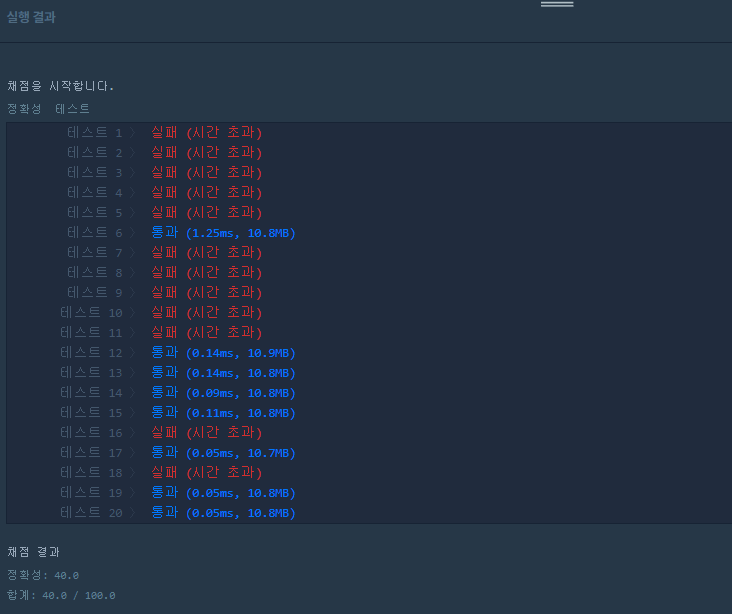 실행 결과
채점을 시작합니다.
정확성 테스트
테스트 1 〉 실패 (시간 초과)
테스트 2 〉 실패 (시간 초과)
테스트 3 〉 실패 (시간 초과)
테스트 4 〉 실패 (시간 초과)
테스트 5 〉 실패 (시간 초과)
테스트 6 〉 통과 (1.25ms, 10.8MB)
테스트 7 〉 실패 (시간 초과)
테스트 8 〉 실패 (시간 초과)
테스트 9 〉 실패 (시간 초과)
테스트 10 〉 실패 (시간 초과)
테스트 11 〉 실패 (시간 초과)
테스트 12 〉 통과 (0.14ms, 10.9MB)
테스트 13 〉 통과 (0.14ms, 10.8MB)
테스트 14 〉 통과 (0.09ms, 10.8MB)
테스트 15 〉 통과 (0.11ms, 10.8MB)
테스트 16 〉 실패 (시간 초과)
테스트 17 〉 통과 (0.05ms, 10.7MB)
테스트 18 〉 실패 (시간 초과)
테스트 19 〉 통과 (0.05ms, 10.8MB)
테스트 20 〉 통과 (0.05ms, 10.8MB)
채점 결과
정확성: 40.0
합계: 40.0 / 100.0